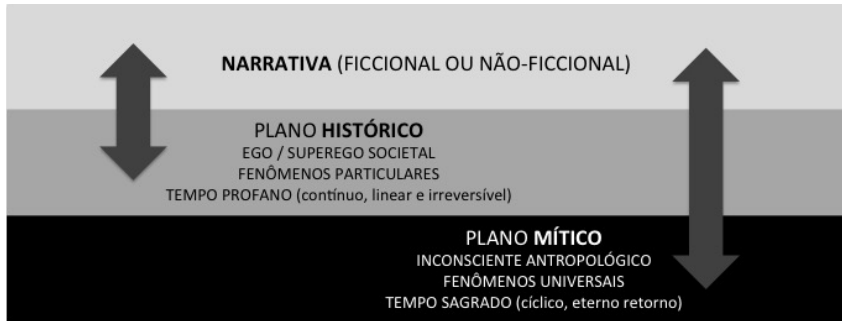 NARRATIVA (FICCIONAL OU NÃO-FICCIONAL)
PLANO HISTÓRICO
EGO / SUPEREGO SOCIETAL
FENÔMENOS PARTICULARES
TEMPO PROFANO (contínuo, linear e irreversível)
PLANO MÍTICO
INCONSCIENTE ANTROPOLÓGICO
FENÔMENOS UNIVERSAIS
TEMPO SAGRADO (cíclico, eterno retorno)